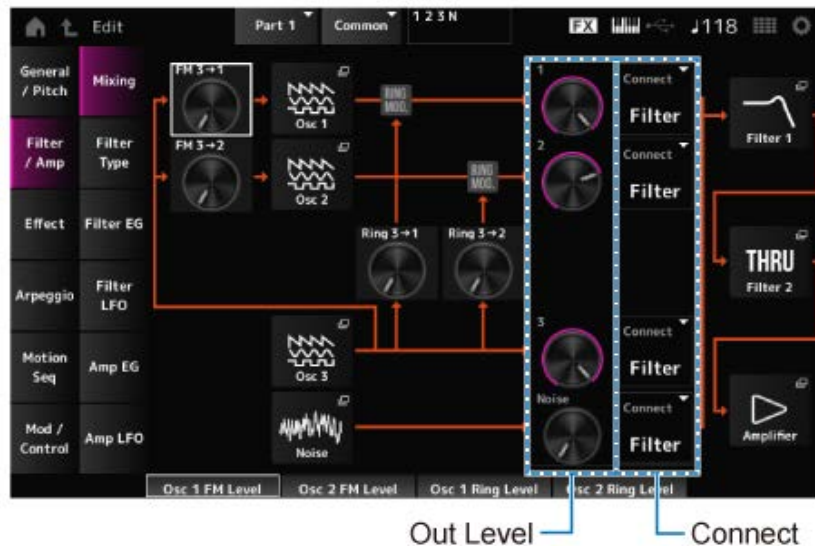 Edit
Part 1
Common
1 2 3 N
FX
♩118
General / Pitch
Mixing
Filter / Amp
Filter Type
Effect
Filter EG
Arpeggio
Filter LFO
Motion Seq
Amp EG
Mod / Control
Amp LFO
FM 3→1
Osc 1
RING MOD.
FM 3→2
Osc 2
RING MOD.
Ring 3→1
Ring 3→2
Osc 3
Noise
1
Connect
Filter
2
Connect
Filter
3
Connect
Filter
Noise
Connect
Filter
Filter 1
THRU
Filter 2
Amplifier
Osc 1 FM Level
Osc 2 FM Level
Osc 1 Ring Level
Osc 2 Ring Level
Out Level
Connect